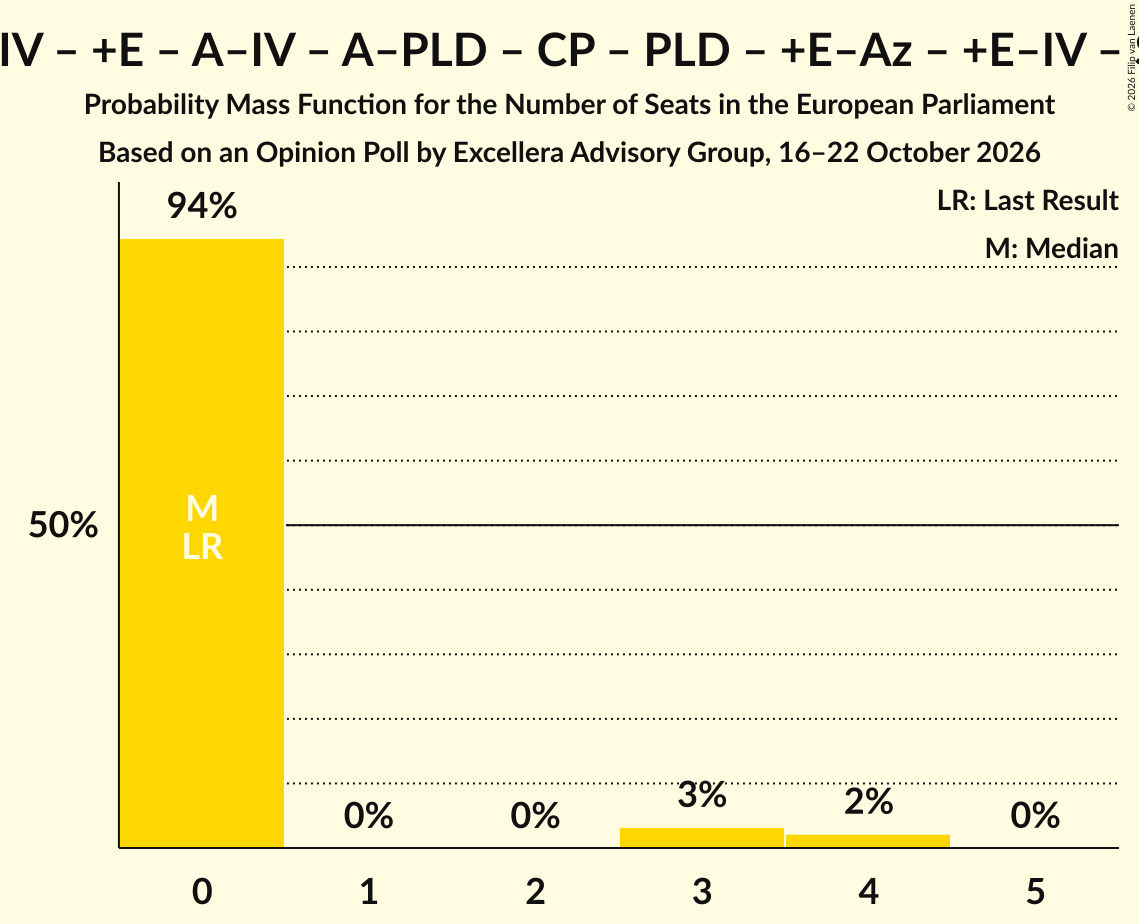 IV – +E – A–IV – A–PLD – CP – PLD – +E–Az – +E–IV –
© 2026 Filip van Laenen
Probability Mass Function for the Number of Seats in the European Parliament
Based on an Opinion Poll by Excellera Advisory Group, 16–22 October 2026
LR: Last Result
M: Median
94%
M
LR
50%
3%
2%
0%
0%
0%
0
1
2
3
4
5